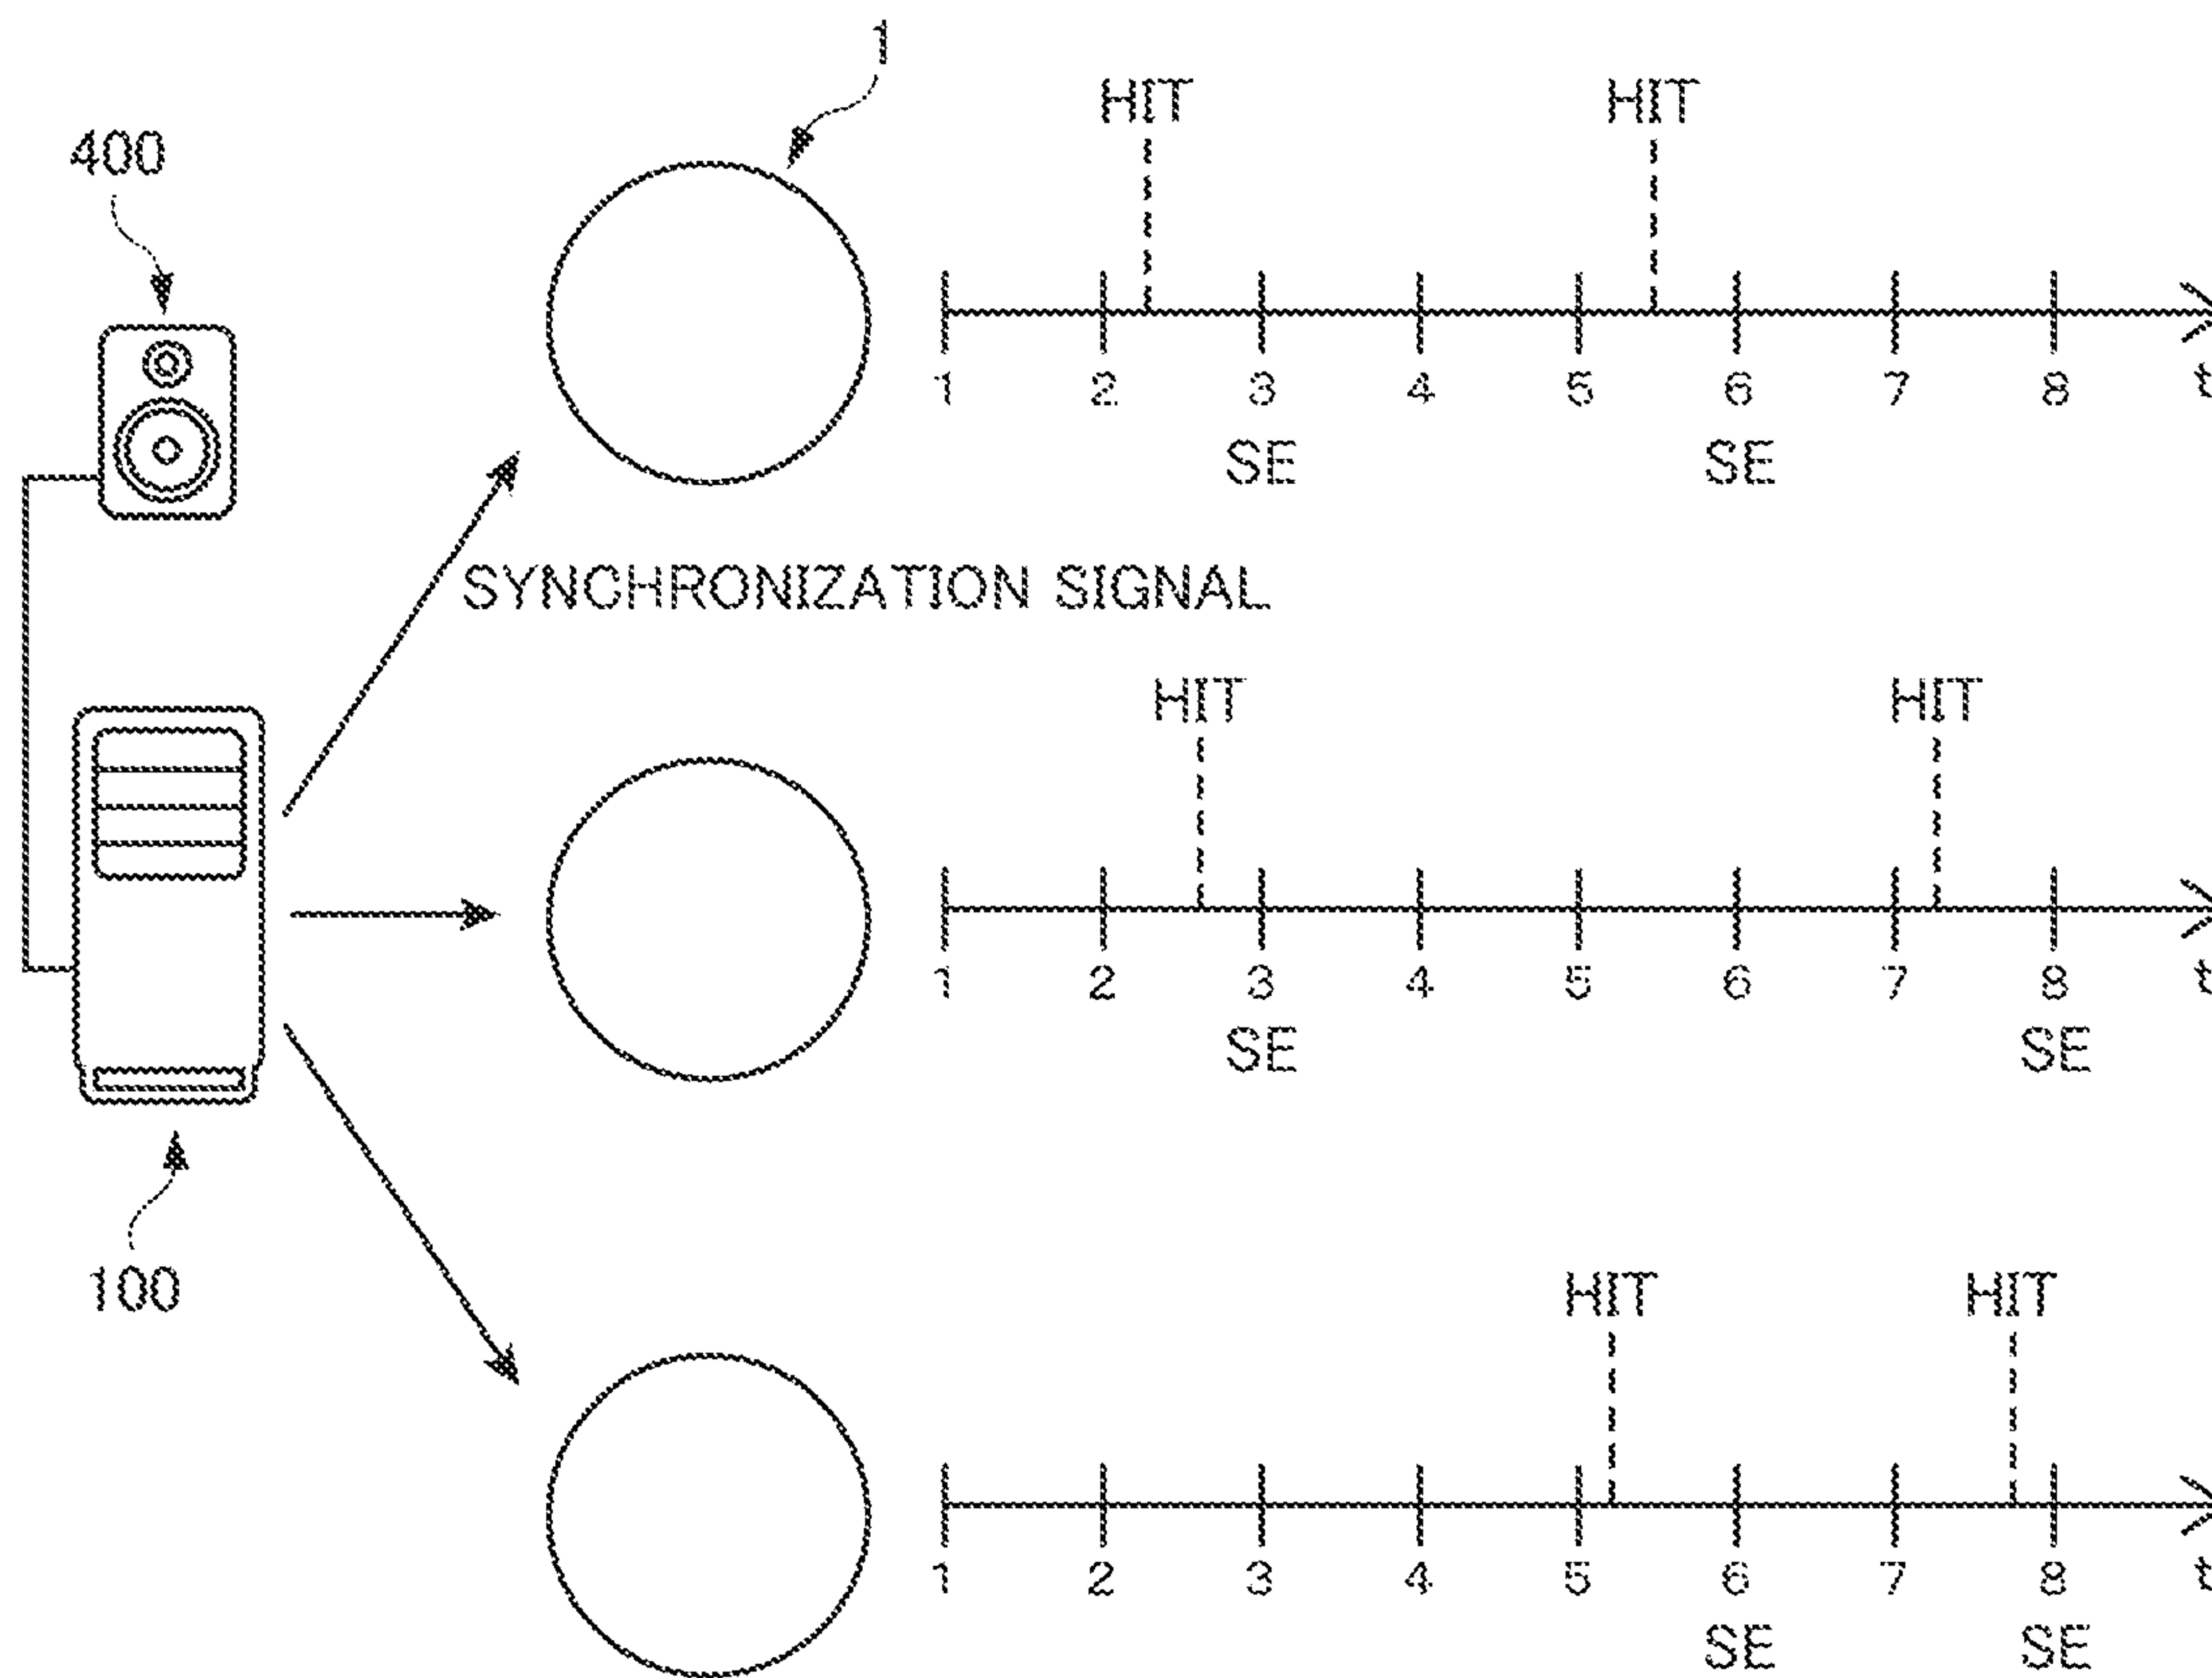 1
HIT HIT
400
1 2 3 4 5 6 7 8 t
SE SE
SYNCHRONIZATION SIGNAL
HIT HIT
1 2 3 4 5 6 7 8 t
SE SE
100
HIT HIT
1 2 3 4 5 6 7 8 t
SE SE